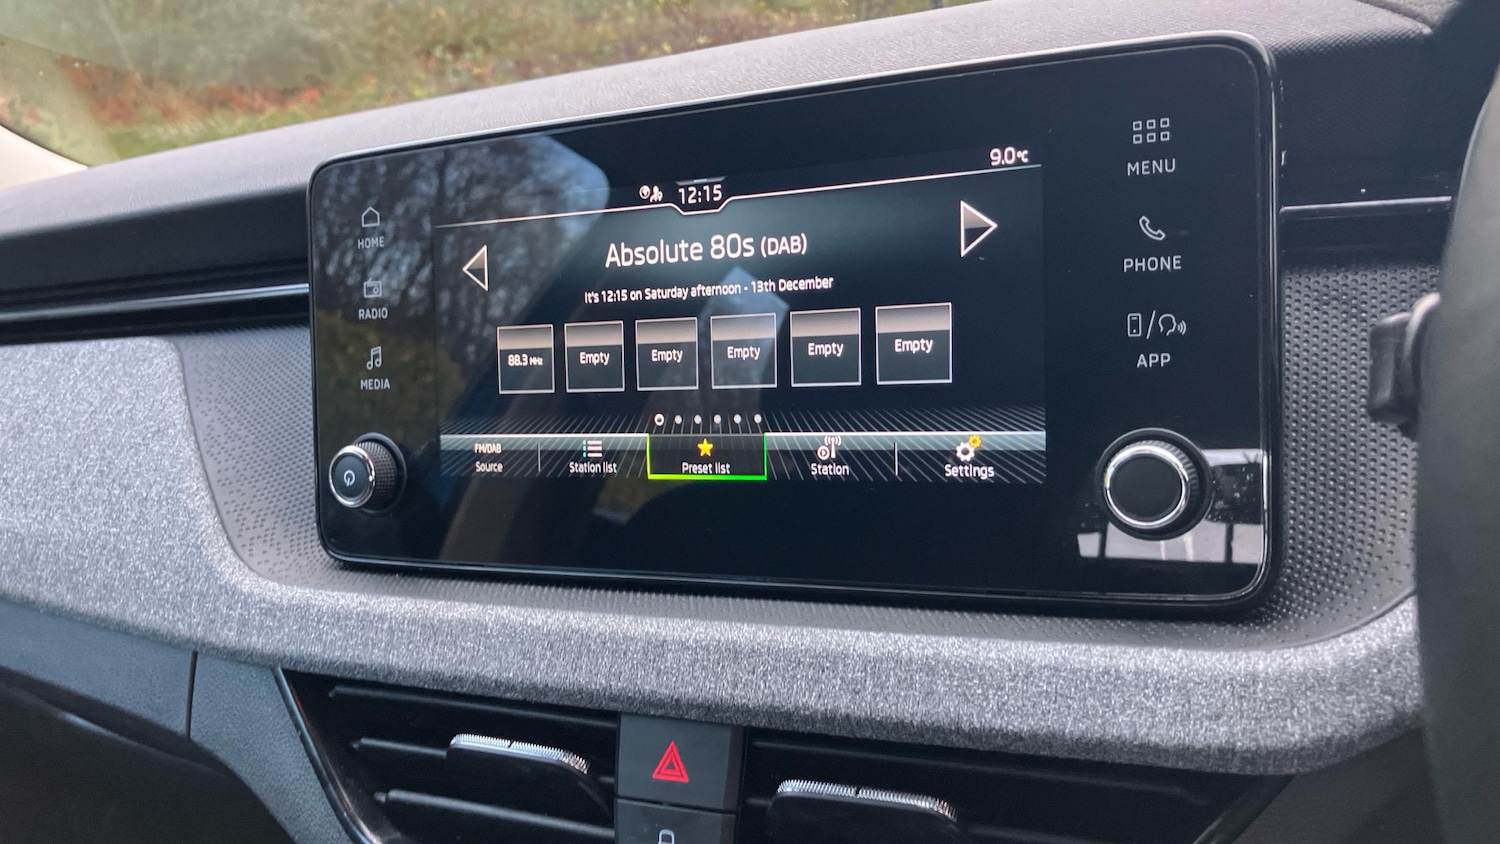 9.0°C
12:15
MENU
HOME
Absolute 80s (DAB)
PHONE
It's 12:15 on Saturday afternoon - 13th December
RADIO
88.3 MHz
Empty
Empty
Empty
Empty
Empty
APP
MEDIA
FM/DAB
Source
Station list
Preset list
Station
Settings